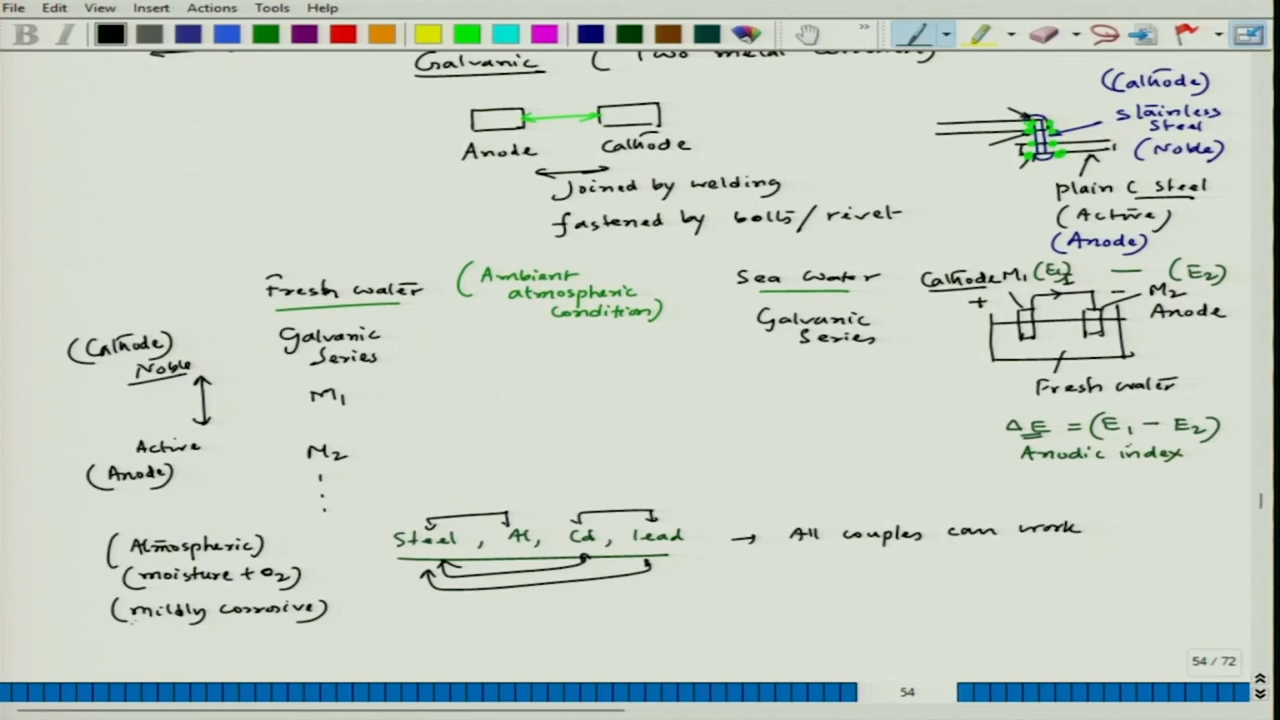 File Edit View Insert Actions Tools Help
B I
Galvanic (Two metal
Anode
Cathode
Joined by welding
fastened by bolts/rivet
(Cathode)
stainless
steel
(Noble)
plain C steel
(Active)
(Anode)
Fresh water (Ambient
atmospheric
condition)
Galvanic
Series
Sea water
Galvanic
Series
Cathode M1 (E1) — (E2)
+ -
M2
Anode
Fresh water
ΔE = (E1 - E2)
Anodic index
(Cathode)
Noble
M1
Active
(Anode)
M2
(Atmospheric)
(moisture + O2)
(mildly corrosive)
Steel, Al, Cd, lead → All couples can work
54 / 72
54